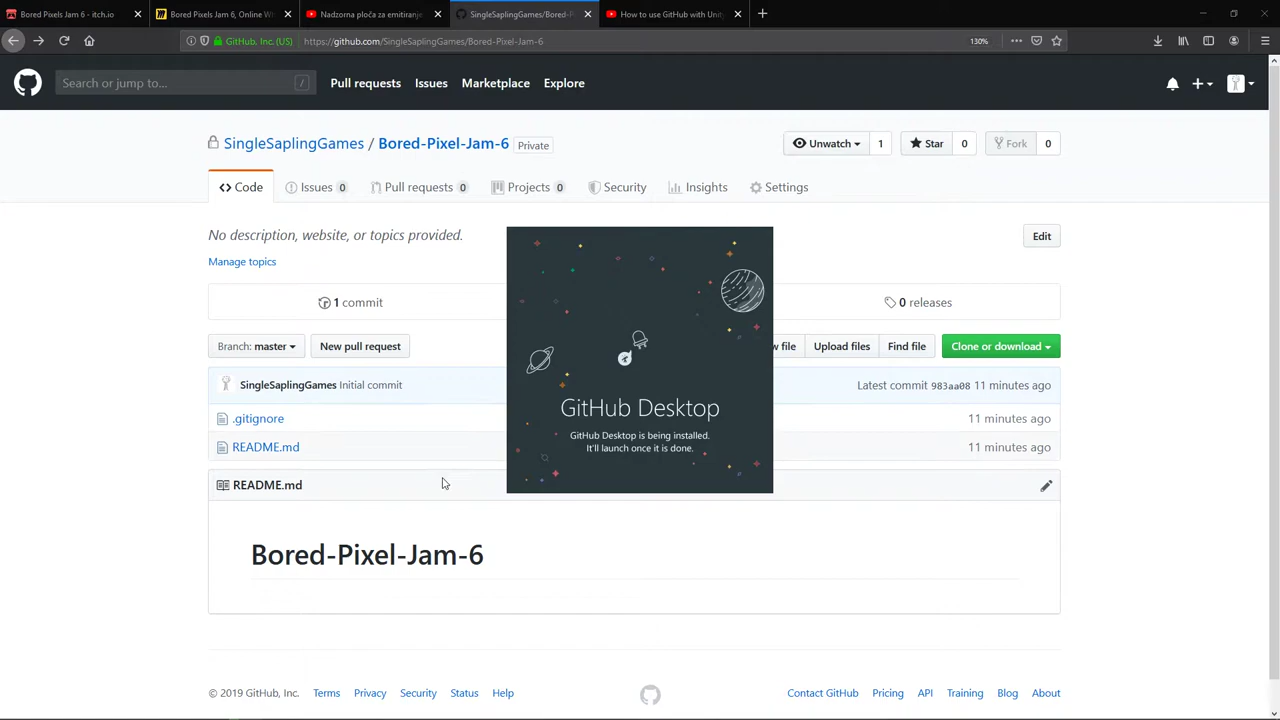 Bored Pixels Jam 6 - itch.io
Bored Pixels Jam 6, Online Wh
Nadzorna ploča za emitiranje
SingleSaplingGames/Bored-P
How to use GitHub with Unity
GitHub, Inc. (US)
https://github.com/SingleSaplingGames/Bored-Pixel-Jam-6
130%
Search or jump to...
/
Pull requests
Issues
Marketplace
Explore
SingleSaplingGames / Bored-Pixel-Jam-6
Private
Unwatch
1
Star
0
Fork
0
Code
Issues 0
Pull requests 0
Projects 0
Security
Insights
Settings
No description, website, or topics provided.
Edit
Manage topics
1 commit
0 releases
Branch: master
New pull request
file
Upload files
Find file
Clone or download
SingleSaplingGames Initial commit
Latest commit 983aa08 11 minutes ago
.gitignore
11 minutes ago
README.md
11 minutes ago
GitHub Desktop
GitHub Desktop is being installed.
It'll launch once it is done.
README.md
Bored-Pixel-Jam-6
© 2019 GitHub, Inc.
Terms
Privacy
Security
Status
Help
Contact GitHub
Pricing
API
Training
Blog
About